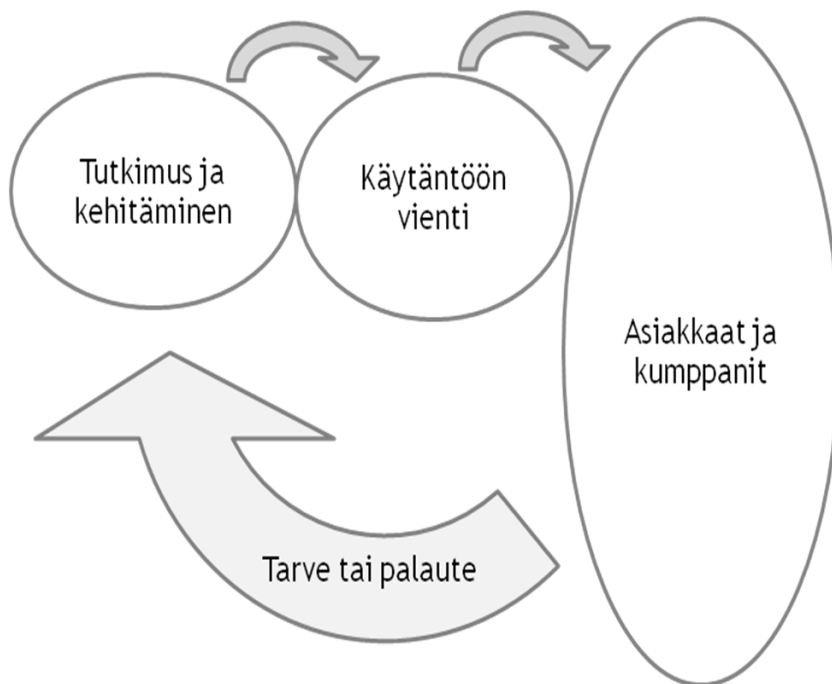 Tutkimus ja
kehitäminen
Käytäntöön
vienti
Asiakkaat ja
kumppanit
Tarve tai palaute